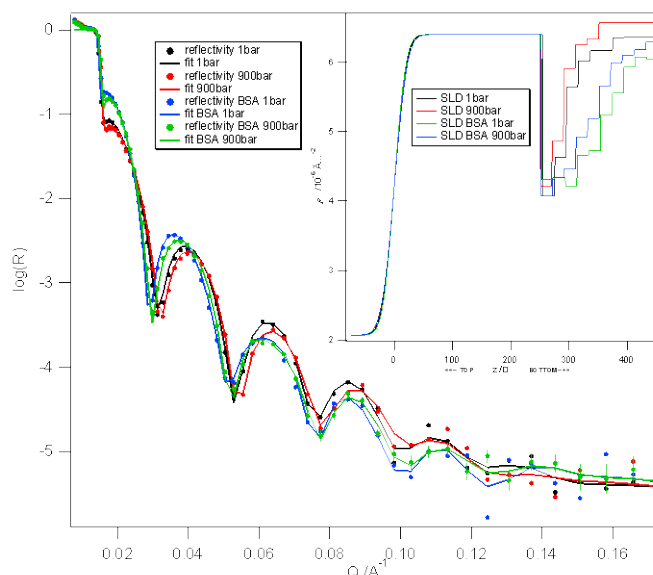 0
-1
-2
-3
-4
-5
log(R)
reflectivity 1bar
fit 1bar
reflectivity 900bar
fit 900bar
reflectivity BSA 1bar
fit BSA 1bar
reflectivity BSA 900bar
fit BSA 900bar
6
5
4
3
2
SLD 1bar
SLD 900bar
SLD BSA 1bar
SLD BSA 900bar
0
100
200
300
400
<--- TOP
z/
BOTTOM --->
0.02
0.04
0.06
0.08
0.10
0.12
0.14
0.16
Q /A⁻¹